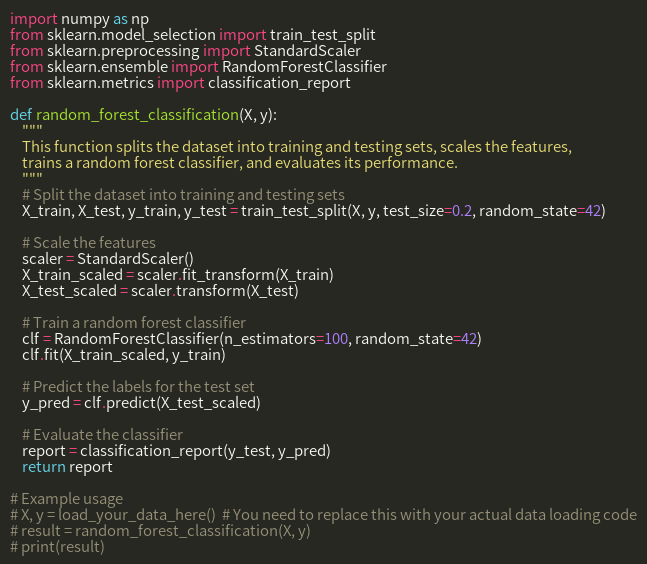 import numpy as np
from sklearn.model_selection import train_test_split
from sklearn.preprocessing import StandardScaler
from sklearn.ensemble import RandomForestClassifier
from sklearn.metrics import classification_report

def random_forest_classification(X, y):
    """
    This function splits the dataset into training and testing sets, scales the features,
    trains a random forest classifier, and evaluates its performance.
    """
    # Split the dataset into training and testing sets
    X_train, X_test, y_train, y_test = train_test_split(X, y, test_size=0.2, random_state=42)

    # Scale the features
    scaler = StandardScaler()
    X_train_scaled = scaler.fit_transform(X_train)
    X_test_scaled = scaler.transform(X_test)

    # Train a random forest classifier
    clf = RandomForestClassifier(n_estimators=100, random_state=42)
    clf.fit(X_train_scaled, y_train)

    # Predict the labels for the test set
    y_pred = clf.predict(X_test_scaled)

    # Evaluate the classifier
    report = classification_report(y_test, y_pred)
    return report

# Example usage
# X, y = load_your_data_here()  # You need to replace this with your actual data loading code
# result = random_forest_classification(X, y)
# print(result)